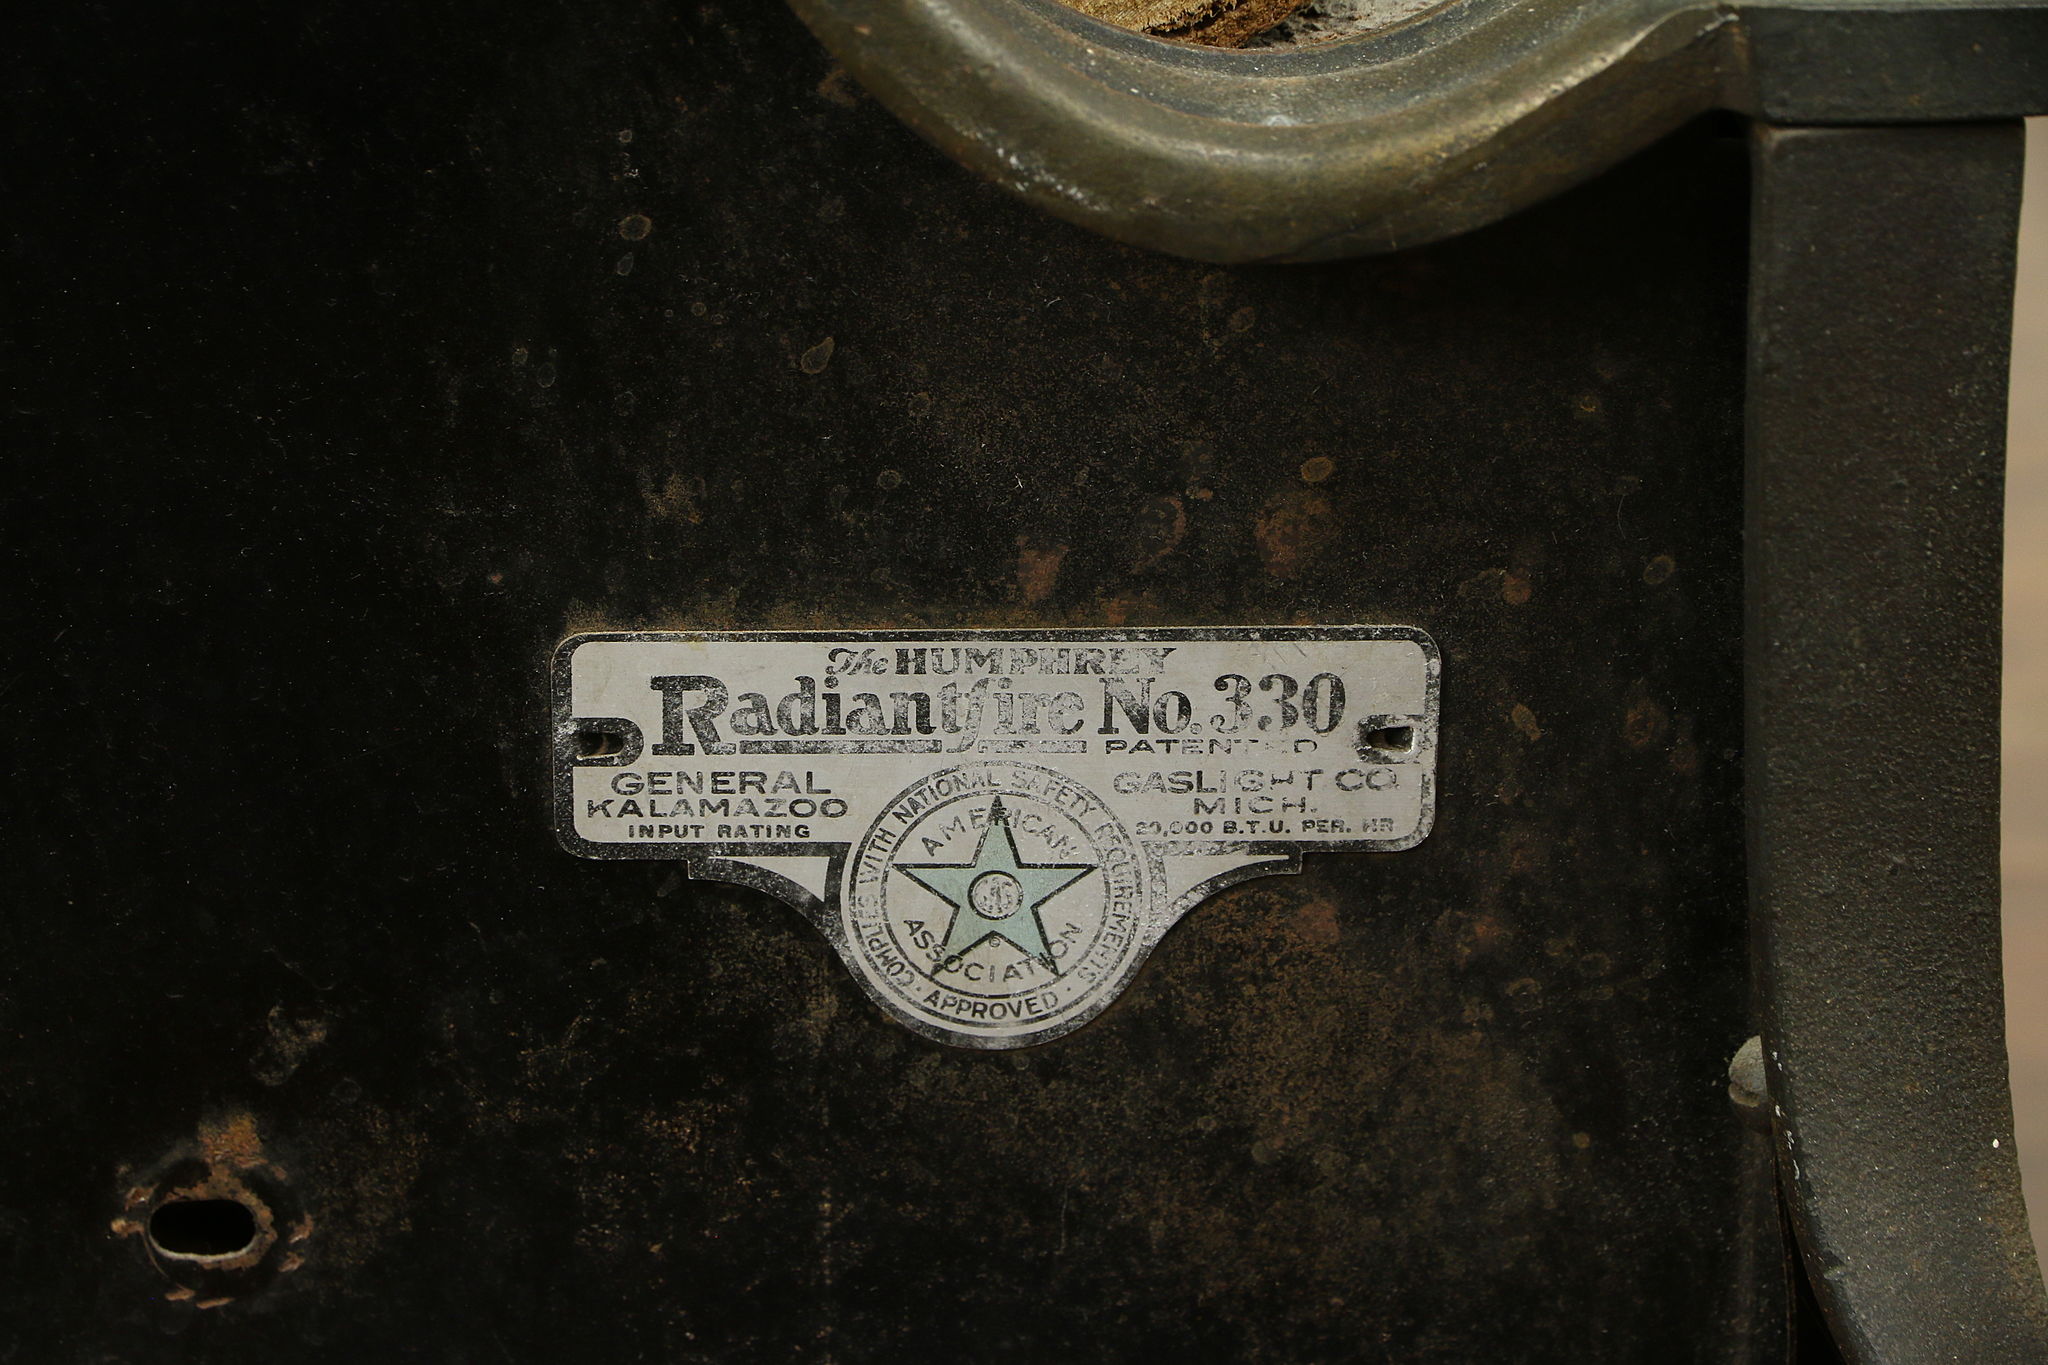 The HUMPHREY
Radiantfire No. 330
PATENTED
GENERAL GASLIGHT CO.
KALAMAZOO MICH.
INPUT RATING 20,000 B.T.U. PER. HR
COMPLIES WITH NATIONAL SAFETY REQUIREMENTS
· APPROVED ·
AMERICAN
ASSOCIATION